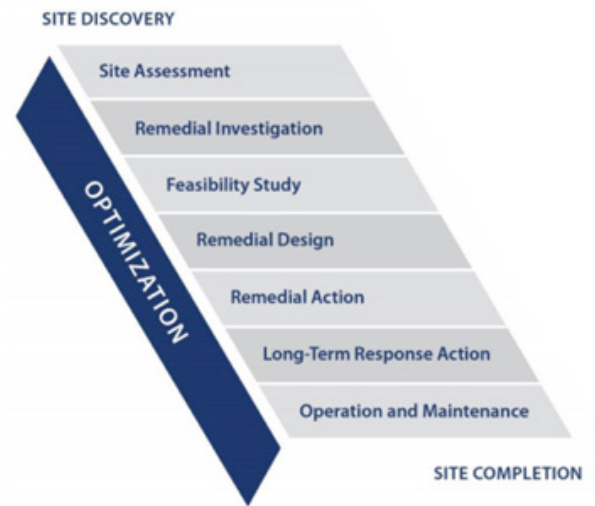 SITE DISCOVERY
Site Assessment
Remedial Investigation
Feasibility Study
Remedial Design
Remedial Action
Long-Term Response Action
Operation and Maintenance
OPTIMIZATION
SITE COMPLETION